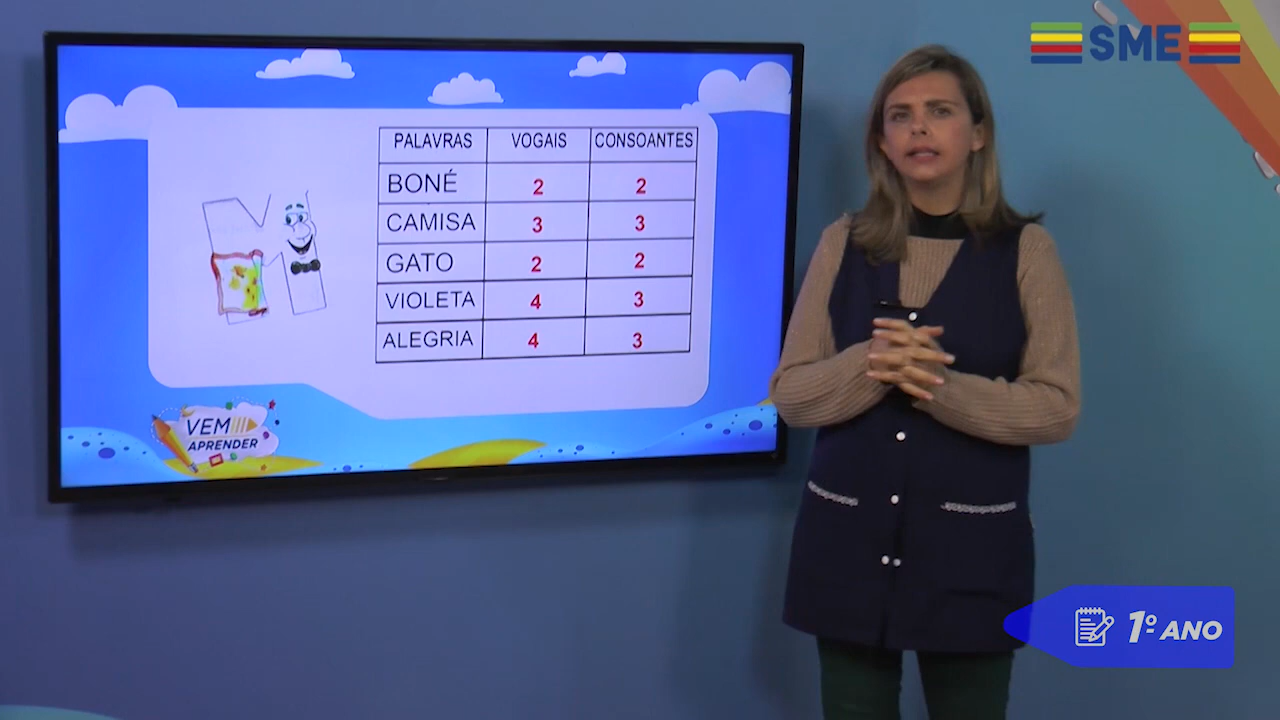 SME
PALAVRAS VOGAIS CONSOANTES
BONÉ 2 2
CAMISA 3 3
GATO 2 2
VIOLETA 4 3
ALEGRIA 4 3
VEM
APRENDER
1º ANO